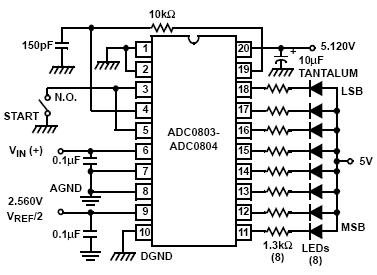 10kΩ
150pF
1
20
5.120V
+
10µF
TANTALUM
2
19
N.O.
3
18
LSB
START
4
17
5
ADC0803-
ADC0804
16
VIN (+)
6
15
5V
0.1µF
7
14
AGND
8
13
2.560V
VREF/2
9
12
MSB
0.1µF
10
11
DGND
1.3kΩ
(8)
LEDs
(8)